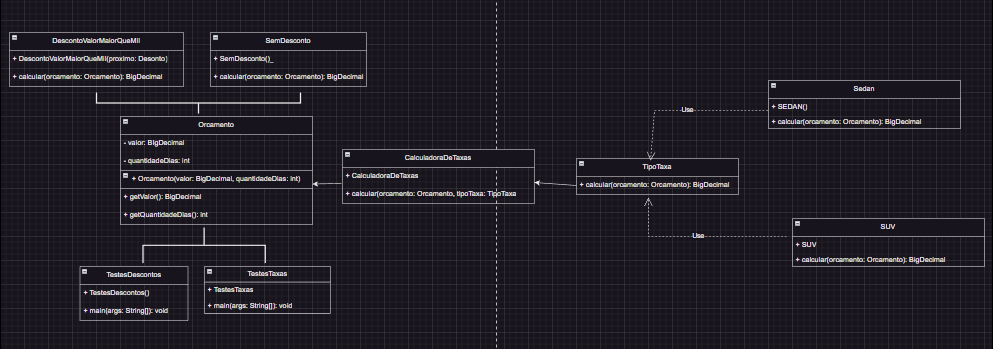 DescontoValorMaiorQueMil
+ DescontoValorMaiorQueMil(proximo: Desonto)
+ calcular(orcamento: Orcamento): BigDecimal
SemDesconto
+ SemDesconto()_
+ calcular(orcamento: Orcamento): BigDecimal
Orcamento
- valor: BigDecimal
- quantidadeDias: int
+ Orcamento(valor: BigDecimal, quantidadeDias: int)
+ getValor(): BigDecimal
+ getQuantidadeDias(): int
TestesDescontos
+ TestesDescontos()
+ main(args: String[]): void
TestesTaxas
+ TestesTaxas
+ main(args: String[]): void
CalculadoraDeTaxas
+ CalculadoraDeTaxas
+ calcular(orcamento: Orcamento, tipoTaxa: TipoTaxa
TipoTaxa
+ calcular(orcamento: Orcamento): BigDecimal
Use
Sedan
+ SEDAN()
+ calcular(orcamento: Orcamento): BigDecimal
Use
SUV
+ SUV
+ calcular(orcamento: Orcamento): BigDecimal